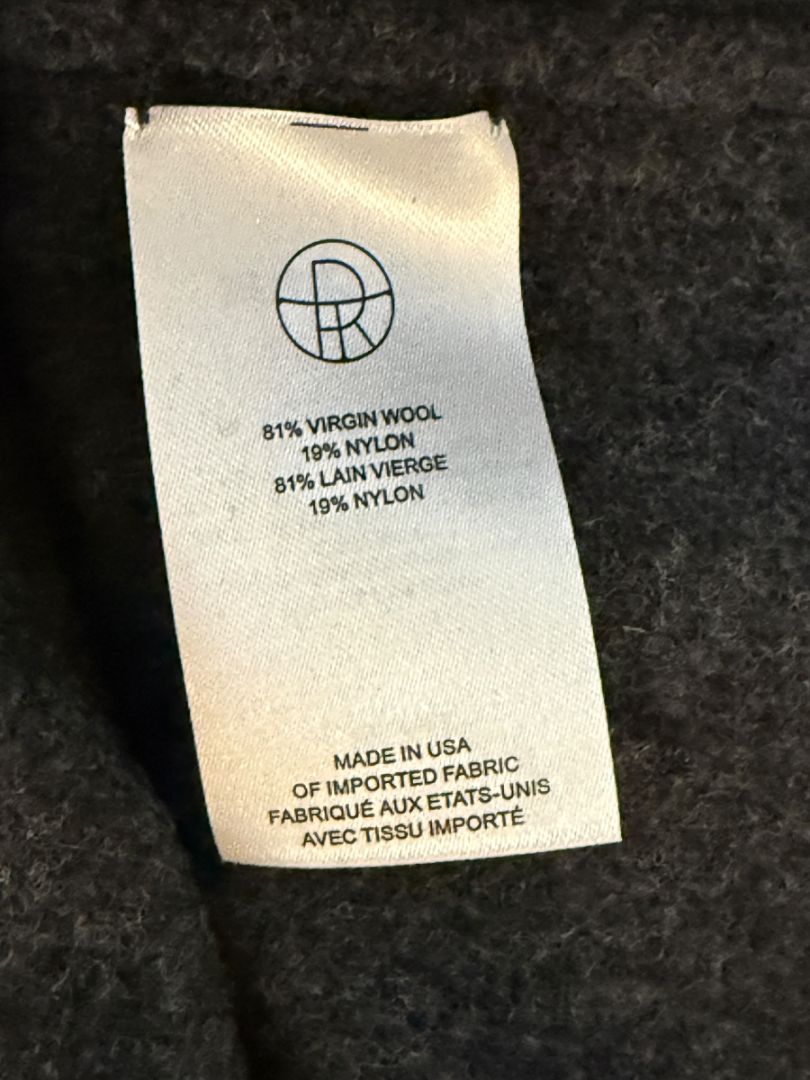 81% VIRGIN WOOL
19% NYLON
81% LAIN VIERGE
19% NYLON
MADE IN USA
OF IMPORTED FABRIC
FABRIQUÉ AUX ETATS-UNIS
AVEC TISSU IMPORTÉ